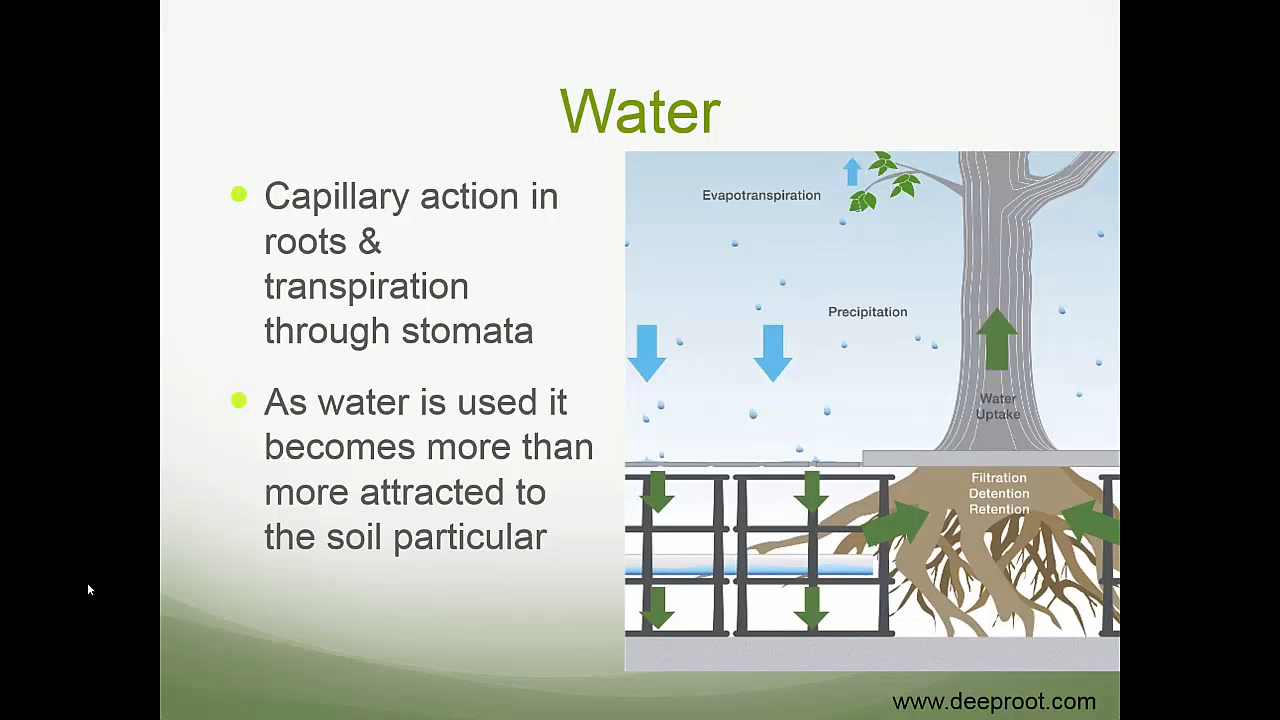 Water
Capillary action in
roots &
transpiration
through stomata
As water is used it
becomes more than
more attracted to
the soil particular
Evapotranspiration
Precipitation
Water
Uptake
Filtration
Detention
Retention
www.deeproot.com